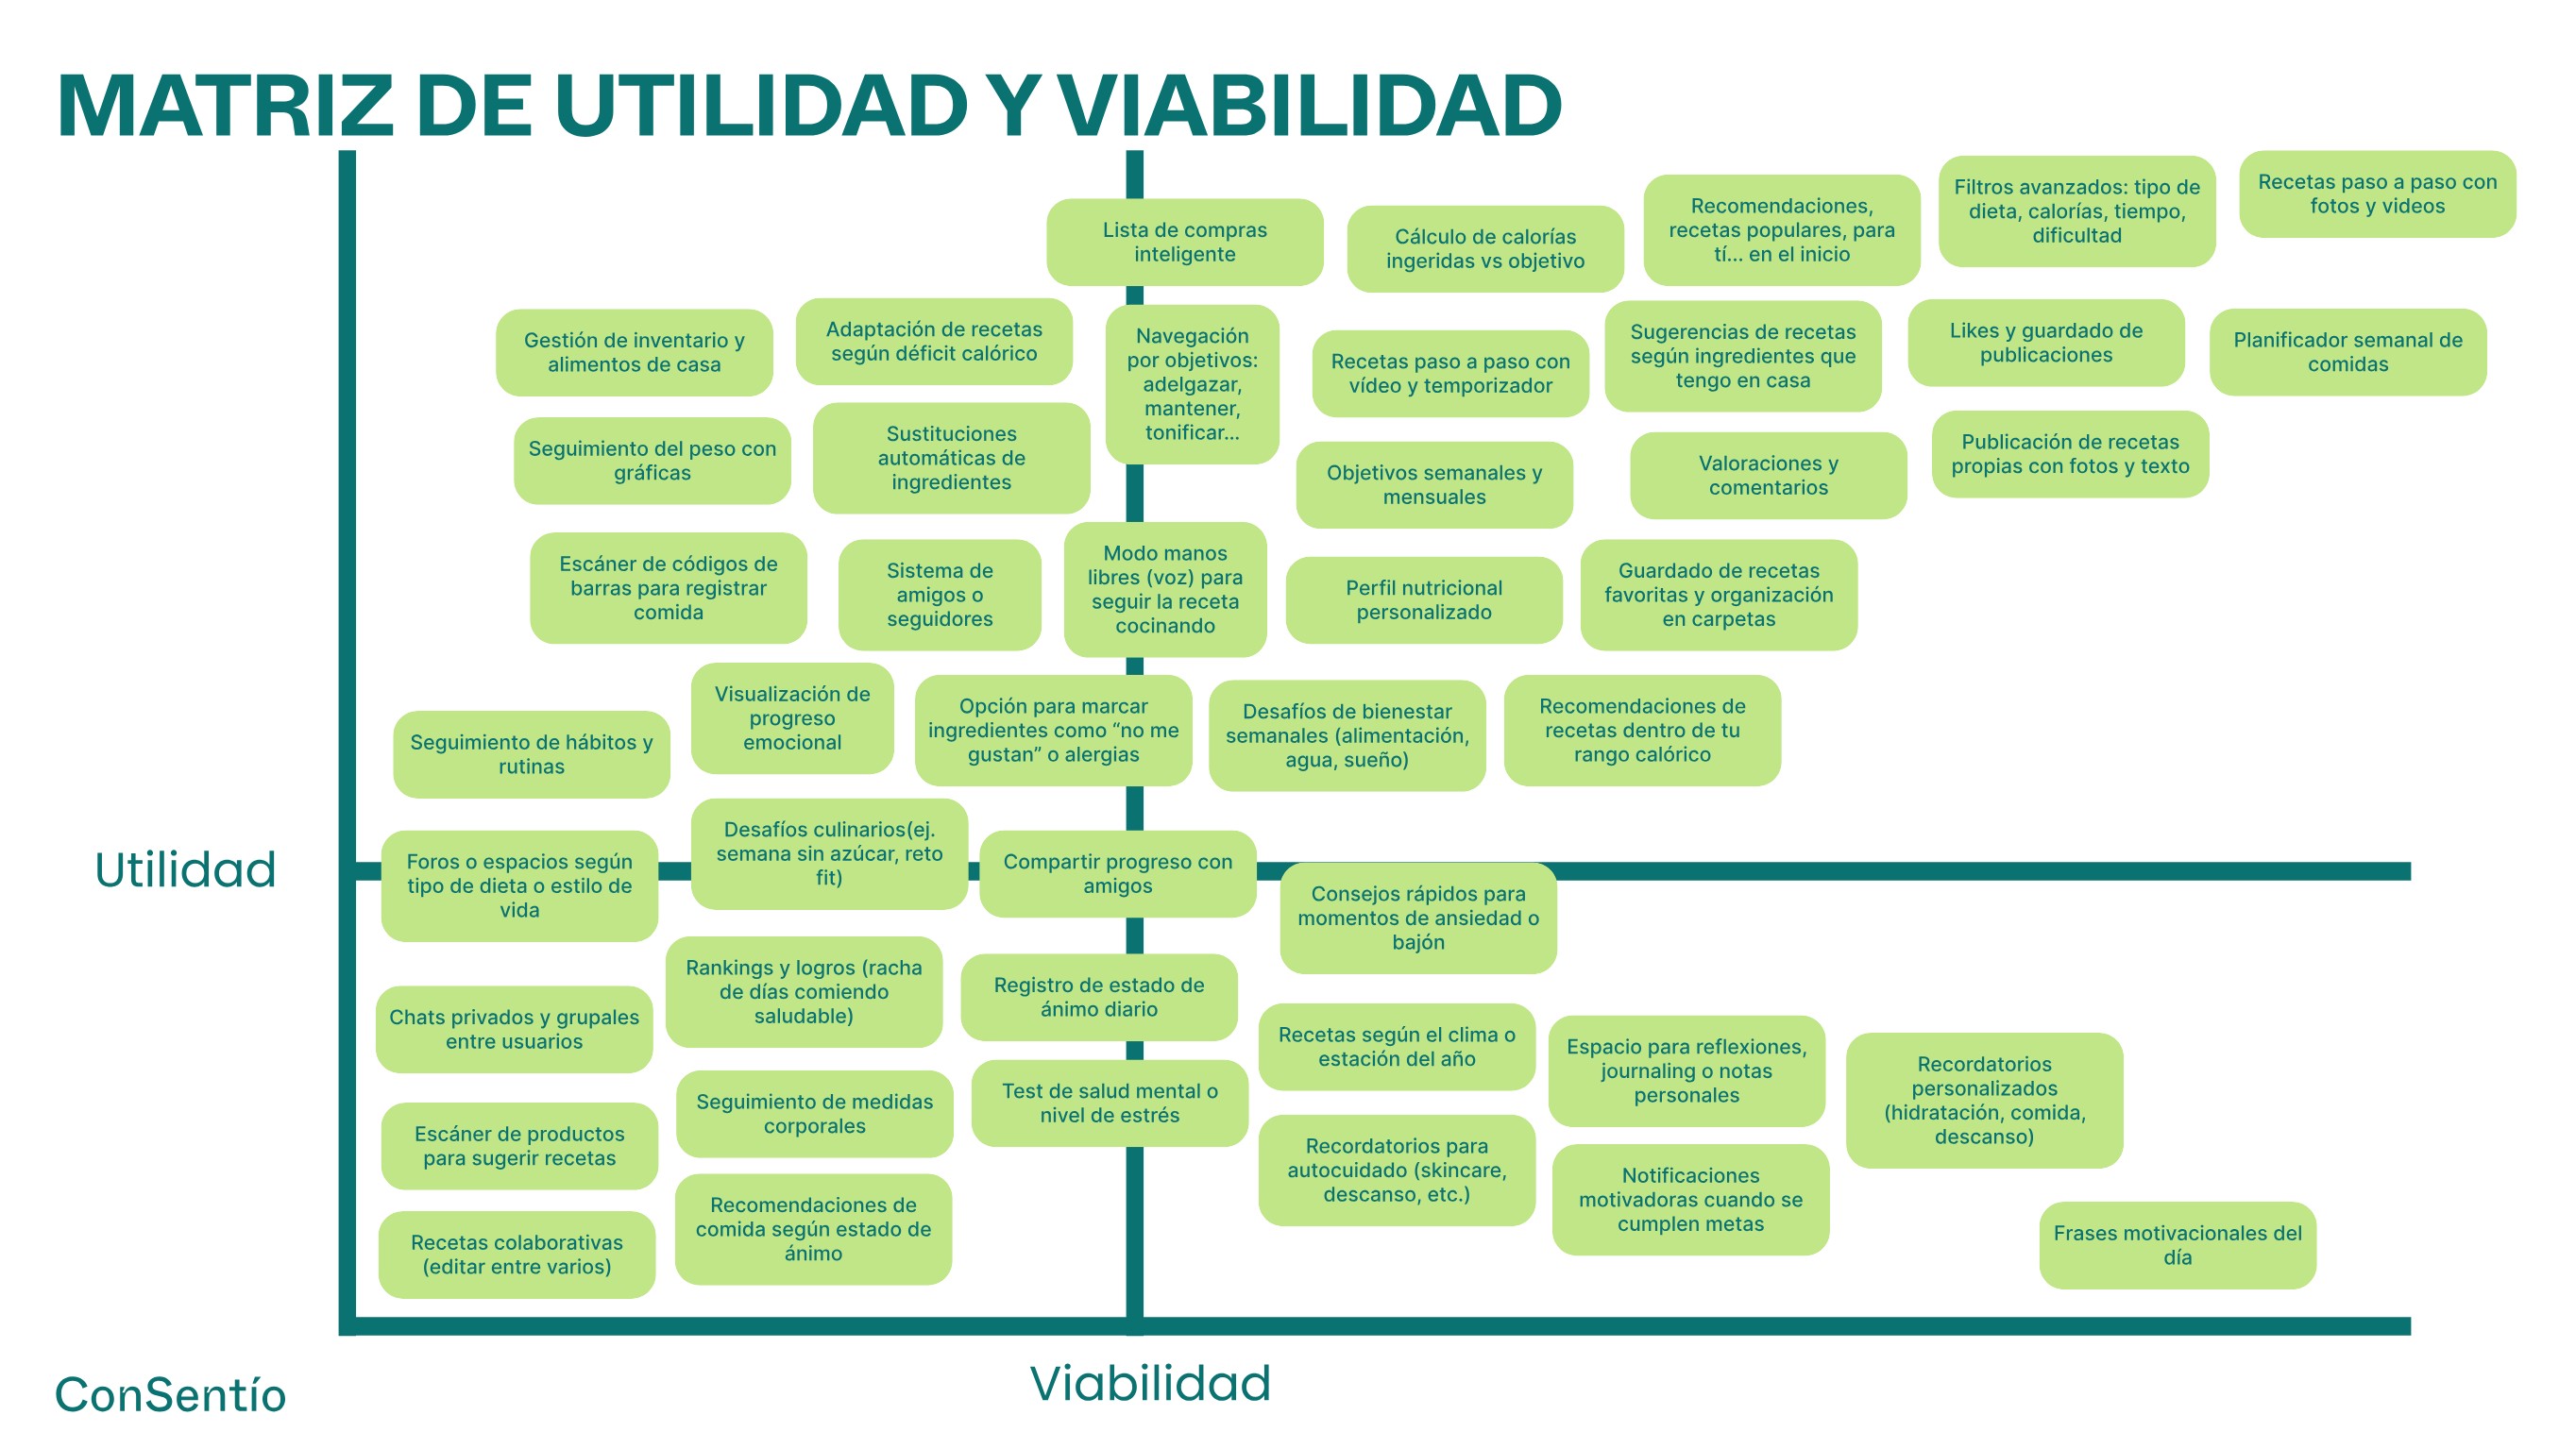 MATRIZ DE UTILIDAD Y VIABILIDAD
Lista de compras
inteligente
Cálculo de calorías
ingeridas vs objetivo
Recomendaciones,
recetas populares, para
tí... en el inicio
Filtros avanzados: tipo de
dieta, calorías, tiempo,
dificultad
Recetas paso a paso con
fotos y videos
Gestión de inventario y
alimentos de casa
Adaptación de recetas
según déficit calórico
Navegación
por objetivos:
adelgazar,
mantener,
tonificar...
Recetas paso a paso con
vídeo y temporizador
Sugerencias de recetas
según ingredientes que
tengo en casa
Likes y guardado de
publicaciones
Planificador semanal de
comidas
Seguimiento del peso con
gráficas
Sustituciones
automáticas de
ingredientes
Objetivos semanales y
mensuales
Valoraciones y
comentarios
Publicación de recetas
propias con fotos y texto
Escáner de códigos de
barras para registrar
comida
Sistema de
amigos o
seguidores
Modo manos
libres (voz) para
seguir la receta
cocinando
Perfil nutricional
personalizado
Guardado de recetas
favoritas y organización
en carpetas
Seguimiento de hábitos y
rutinas
Visualización de
progreso
emocional
Opción para marcar
ingredientes como “no me
gustan” o alergias
Desafíos de bienestar
semanales (alimentación,
agua, sueño)
Recomendaciones de
recetas dentro de tu
rango calórico
Utilidad
Foros o espacios según
tipo de dieta o estilo de
vida
Desafíos culinarios(ej.
semana sin azúcar, reto
fit)
Compartir progreso con
amigos
Consejos rápidos para
momentos de ansiedad o
bajón
Chats privados y grupales
entre usuarios
Rankings y logros (racha
de días comiendo
saludable)
Registro de estado de
ánimo diario
Recetas según el clima o
estación del año
Espacio para reflexiones,
journaling o notas
personales
Recordatorios
personalizados
(hidratación, comida,
descanso)
Escáner de productos
para sugerir recetas
Seguimiento de medidas
corporales
Test de salud mental o
nivel de estrés
Recordatorios para
autocuidado (skincare,
descanso, etc.)
Notificaciones
motivadoras cuando se
cumplen metas
Recetas colaborativas
(editar entre varios)
Recomendaciones de
comida según estado de
ánimo
Frases motivacionales del
día
Viabilidad
ConSentío